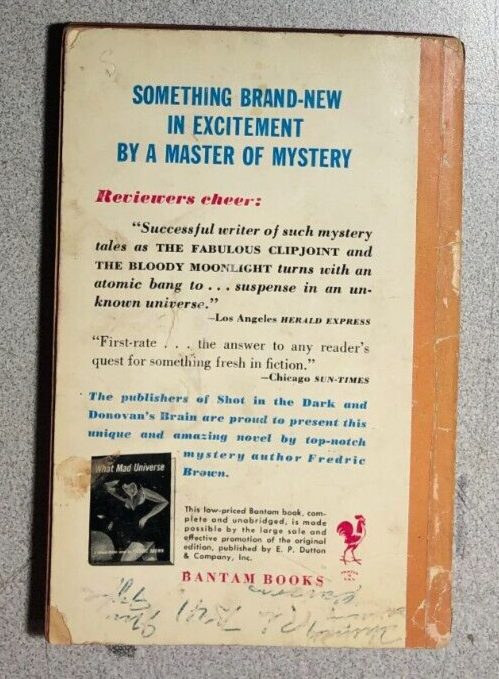 SOMETHING BRAND-NEW
IN EXCITEMENT
BY A MASTER OF MYSTERY
Reviewers cheer:
"Successful writer of such mystery
tales as THE FABULOUS CLIPJOINT and
THE BLOODY MOONLIGHT turns with an
atomic bang to . . . suspense in an un-
known universe."
—Los Angeles HERALD EXPRESS
"First-rate . . . the answer to any reader's
quest for something fresh in fiction."
—Chicago SUN-TIMES
The publishers of Shot in the Dark and
Donovan's Brain are proud to present this
unique and amazing novel by top-notch
mystery author Fredric
Brown.
What Mad Universe
This low-priced Bantam book, com-
plete and unabridged, is made
possible by the large sale and
effective promotion of the original
edition, published by E. P. Dutton
& Company, Inc.
BANTAM BOOKS